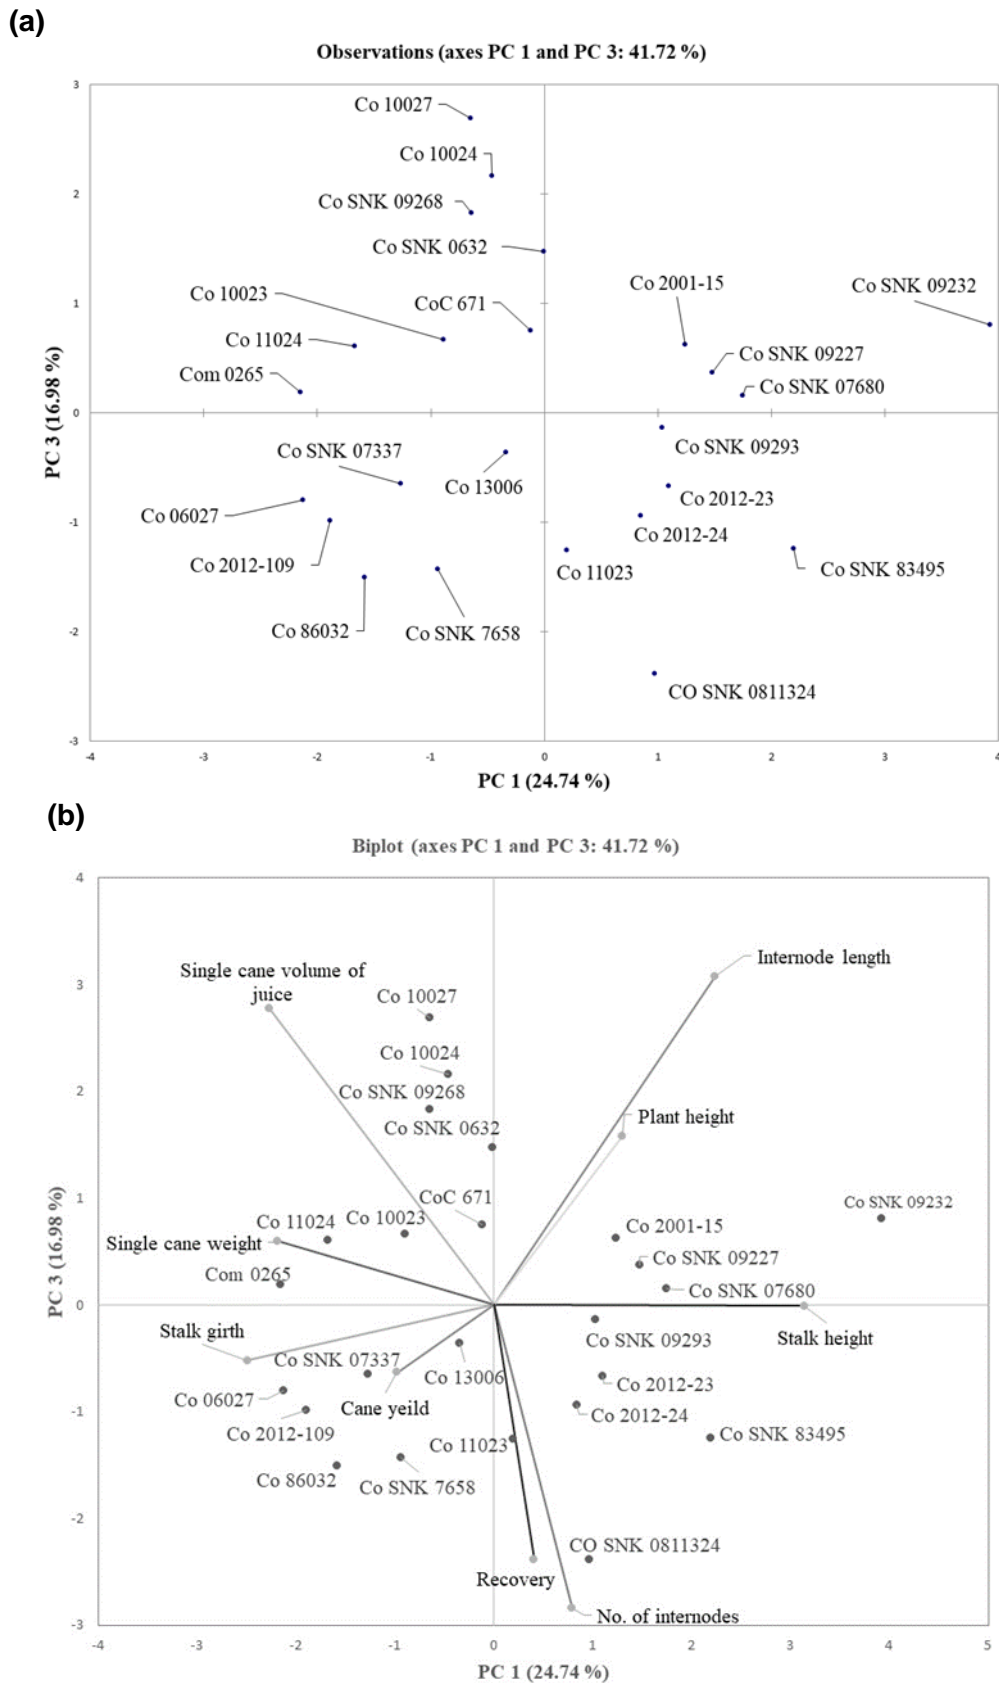 (a)
Observations (axes PC 1 and PC 3: 41.72 %)
3
Co 10027
Co 10024
2
Co SNK 09268
Co SNK 0632
Co 2001-15
Co SNK 09232
Co 10023
CoC 671
1
Co 11024
Co SNK 09227
Com 0265
Co SNK 07680
0
PC 3 (16.98 %)
Co SNK 07337
Co SNK 09293
Co 13006
Co 2012-23
Co 06027
-1
Co 2012-24
Co 2012-109
Co 11023
Co SNK 83495
Co 86032
Co SNK 7658
-2
CO SNK 0811324
-3
-4 -3 -2 -1 0 1 2 3 4
PC 1 (24.74 %)
(b)
Biplot (axes PC 1 and PC 3: 41.72 %)
4
Internode length
Single cane volume of
juice
3
Co 10027
Co 10024
2
Co SNK 09268
Plant height
Co SNK 0632
CoC 671
Co SNK 09232
1
Co 11024
Co 10023
Co 2001-15
Single cane weight
Co SNK 09227
Com 0265
Co SNK 07680
PC 3 (16.98 %)
0
Stalk girth
Co SNK 09293
Stalk height
Co SNK 07337
Co 13006
Co 2012-23
Co 06027
-1
Cane yeild
Co 2012-24
Co 2012-109
Co 11023
Co SNK 83495
Co 86032
Co SNK 7658
-2
CO SNK 0811324
Recovery
No. of internodes
-3
-4 -3 -2 -1 0 1 2 3 4 5
PC 1 (24.74 %)